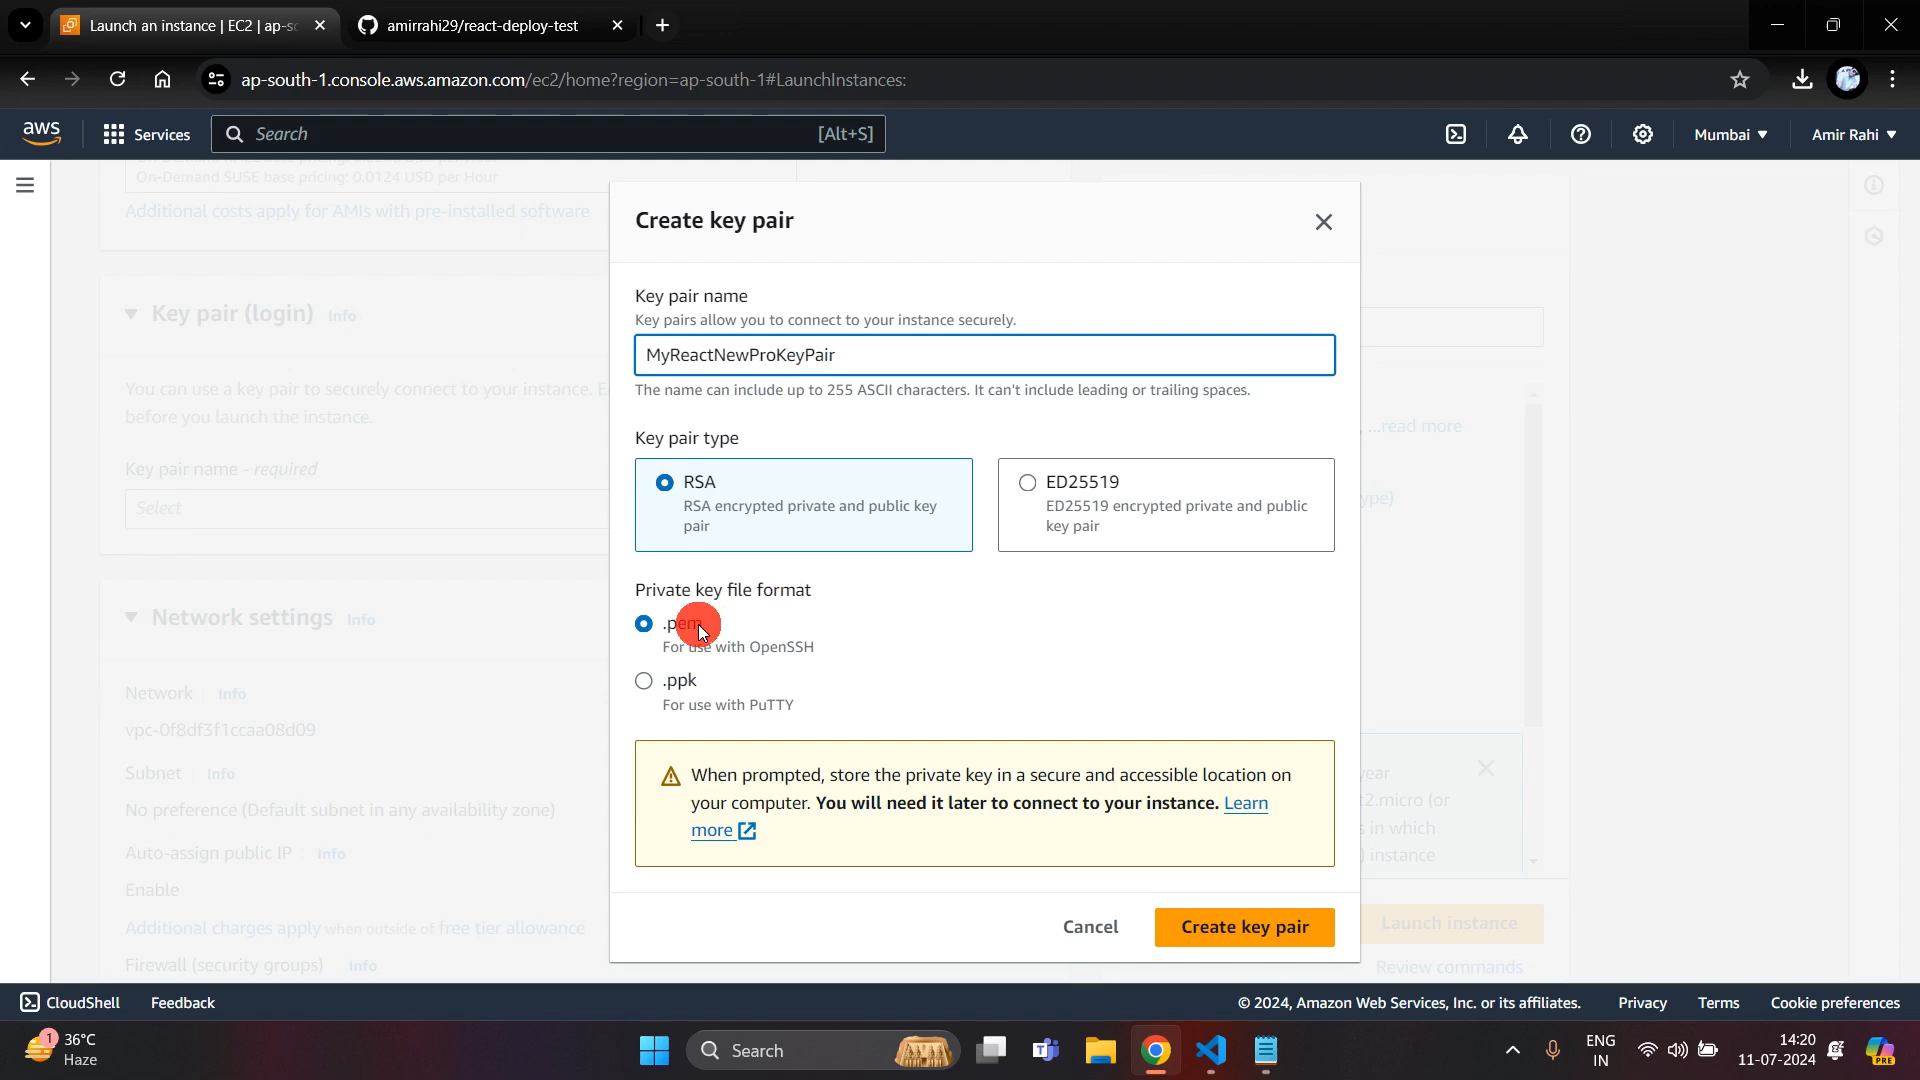 Launch an instance | EC2 | ap-sc
amirrahi29/react-deploy-test
ap-south-1.console.aws.amazon.com/ec2/home?region=ap-south-1#LaunchInstances:
aws
Services
Search
[Alt+S]
Mumbai
Amir Rahi
On-Demand SUSE base pricing: 0.0124 USD per Hour
Additional costs apply for AMIs with pre-installed software
Key pair (login) Info
You can use a key pair to securely connect to your instance. E
before you launch the instance.
Key pair name - required
Select
Network settings Info
Network Info
vpc-0f8df3f1ccaa08d09
Subnet Info
No preference (Default subnet in any availability zone)
Auto-assign public IP Info
Enable
Additional charges apply when outside of free tier allowance
Firewall (security groups) Info
Create key pair
Key pair name
Key pairs allow you to connect to your instance securely.
MyReactNewProKeyPair
The name can include up to 255 ASCII characters. It can't include leading or trailing spaces.
Key pair type
RSA
RSA encrypted private and public key
pair
ED25519
ED25519 encrypted private and public
key pair
Private key file format
.pem
For use with OpenSSH
.ppk
For use with PuTTY
When prompted, store the private key in a secure and accessible location on
your computer. You will need it later to connect to your instance. Learn
more
Cancel
Create key pair
, ...read more
ype)
year
t2.micro (or
s in which
) instance
Launch instance
Review commands
CloudShell
Feedback
© 2024, Amazon Web Services, Inc. or its affiliates.
Privacy
Terms
Cookie preferences
1
36°C
Haze
Search
ENG
IN
14:20
11-07-2024
PRE